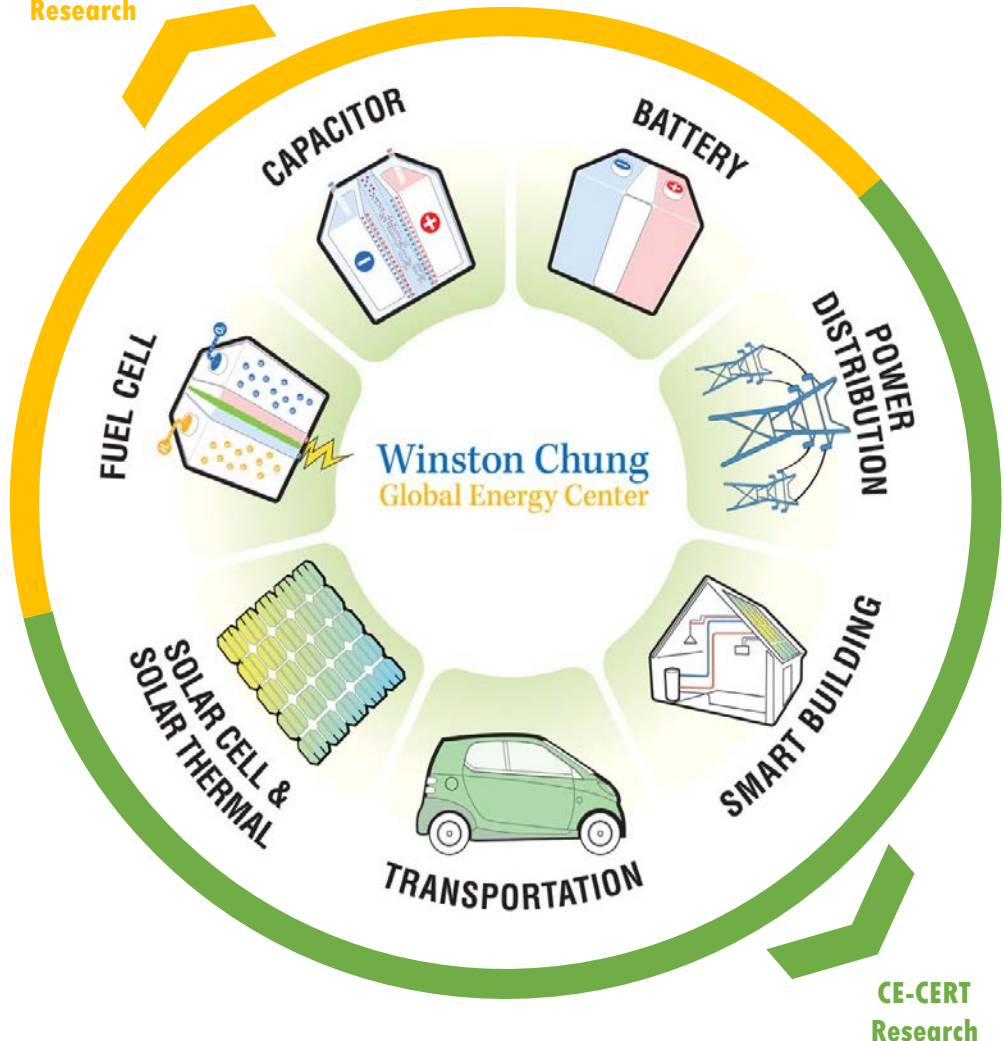 Research
CAPACITOR
BATTERY
FUEL CELL
POWER
DISTRIBUTION
Winston Chung
Global Energy Center
SOLAR CELL &
SOLAR THERMAL
SMART BUILDING
TRANSPORTATION
CE-CERT
Research